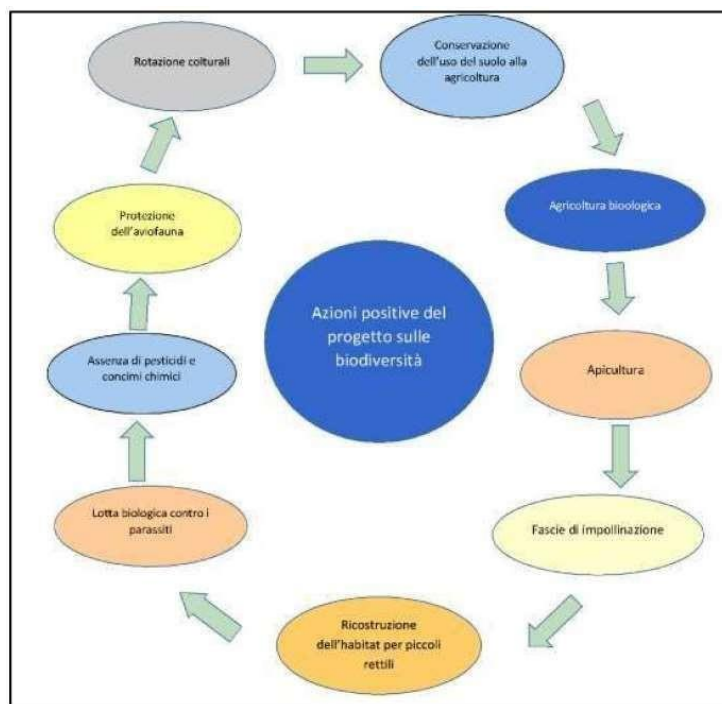 Rotazione colturali
Conservazione
dell'uso del suolo alla
agricoltura
Agricoltura bioologica
Apicultura
Fascie di impollinazione
Ricostruzione
dell'habitat per piccoli
rettili
Lotta biologica contro i
parassiti
Assenza di pesticidi e
concimi chimici
Protezione
dell'aviofauna
Azioni positive del
progetto sulle
biodiversità